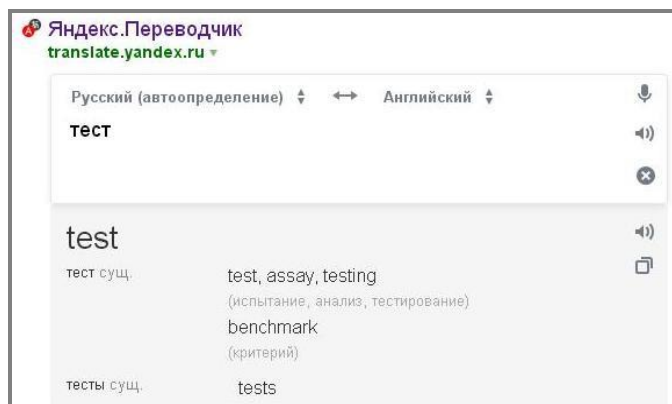 Яндекс.Переводчик
translate.yandex.ru
Русский (автоопределение) ↔ Английский
тест
test
тест сущ. test, assay, testing
(испытание, анализ, тестирование)
benchmark
(критерий)
тесты сущ. tests